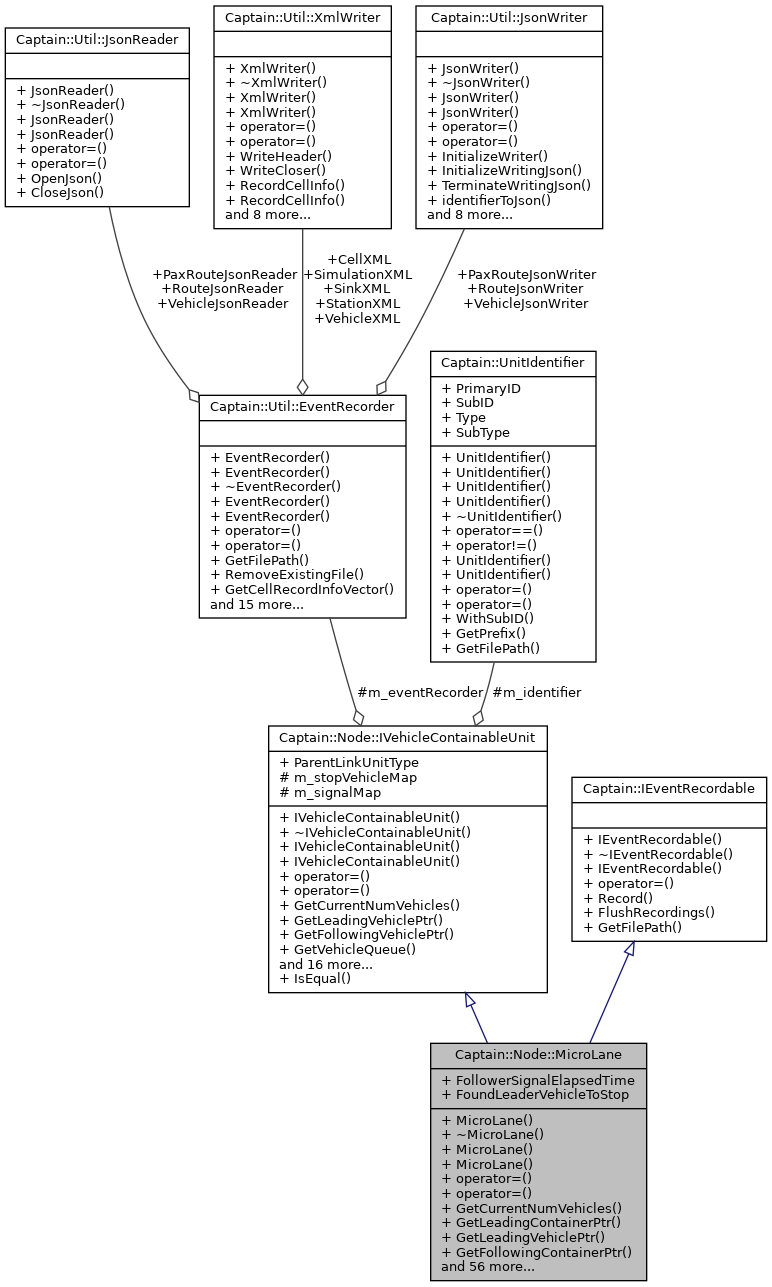 Captain::Util::JsonReader
+ JsonReader()
+ ~JsonReader()
+ JsonReader()
+ JsonReader()
+ operator=()
+ operator=()
+ OpenJson()
+ CloseJson()
Captain::Util::XmlWriter
+ XmlWriter()
+ ~XmlWriter()
+ XmlWriter()
+ XmlWriter()
+ operator=()
+ operator=()
+ WriteHeader()
+ WriteCloser()
+ RecordCellInfo()
+ RecordCellInfo()
and 8 more...
Captain::Util::JsonWriter
+ JsonWriter()
+ ~JsonWriter()
+ JsonWriter()
+ JsonWriter()
+ operator=()
+ operator=()
+ InitializeWriter()
+ InitializeWritingJson()
+ TerminateWritingJson()
+ identifierToJson()
and 8 more...
+PaxRouteJsonReader
+RouteJsonReader
+VehicleJsonReader
+CellXML
+SimulationXML
+SinkXML
+StationXML
+VehicleXML
+PaxRouteJsonWriter
+RouteJsonWriter
+VehicleJsonWriter
Captain::Util::EventRecorder
+ EventRecorder()
+ EventRecorder()
+ ~EventRecorder()
+ EventRecorder()
+ EventRecorder()
+ operator=()
+ operator=()
+ GetFilePath()
+ RemoveExistingFile()
+ GetCellRecordInfoVector()
and 15 more...
Captain::UnitIdentifier
+ PrimaryID
+ SubID
+ Type
+ SubType
+ UnitIdentifier()
+ UnitIdentifier()
+ UnitIdentifier()
+ UnitIdentifier()
+ ~UnitIdentifier()
+ operator==()
+ operator!=()
+ UnitIdentifier()
+ UnitIdentifier()
+ operator=()
+ operator=()
+ WithSubID()
+ GetPrefix()
+ GetFilePath()
#m_eventRecorder
#m_identifier
Captain::Node::IVehicleContainableUnit
+ ParentLinkUnitType
# m_stopVehicleMap
# m_signalMap
+ IVehicleContainableUnit()
+ ~IVehicleContainableUnit()
+ IVehicleContainableUnit()
+ IVehicleContainableUnit()
+ operator=()
+ operator=()
+ GetCurrentNumVehicles()
+ GetLeadingVehiclePtr()
+ GetFollowingVehiclePtr()
+ GetVehicleQueue()
and 16 more...
+ IsEqual()
Captain::IEventRecordable
+ IEventRecordable()
+ ~IEventRecordable()
+ IEventRecordable()
+ operator=()
+ Record()
+ FlushRecordings()
+ GetFilePath()
Captain::Node::MicroLane
+ FollowerSignalElapsedTime
+ FoundLeaderVehicleToStop
+ MicroLane()
+ ~MicroLane()
+ MicroLane()
+ MicroLane()
+ operator=()
+ operator=()
+ GetCurrentNumVehicles()
+ GetLeadingContainerPtr()
+ GetLeadingVehiclePtr()
+ GetFollowingContainerPtr()
and 56 more...